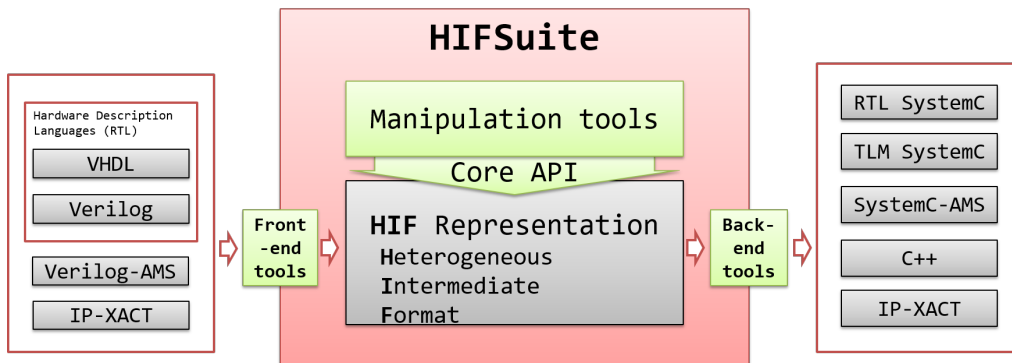 HIFSuite
Hardware Description
Languages (RTL)
VHDL
Verilog
Verilog-AMS
IP-XACT
Front
-end
tools
Manipulation tools
Core API
HIF Representation
Heterogeneous
Intermediate
Format
Back-
end
tools
RTL SystemC
TLM SystemC
SystemC-AMS
C++
IP-XACT